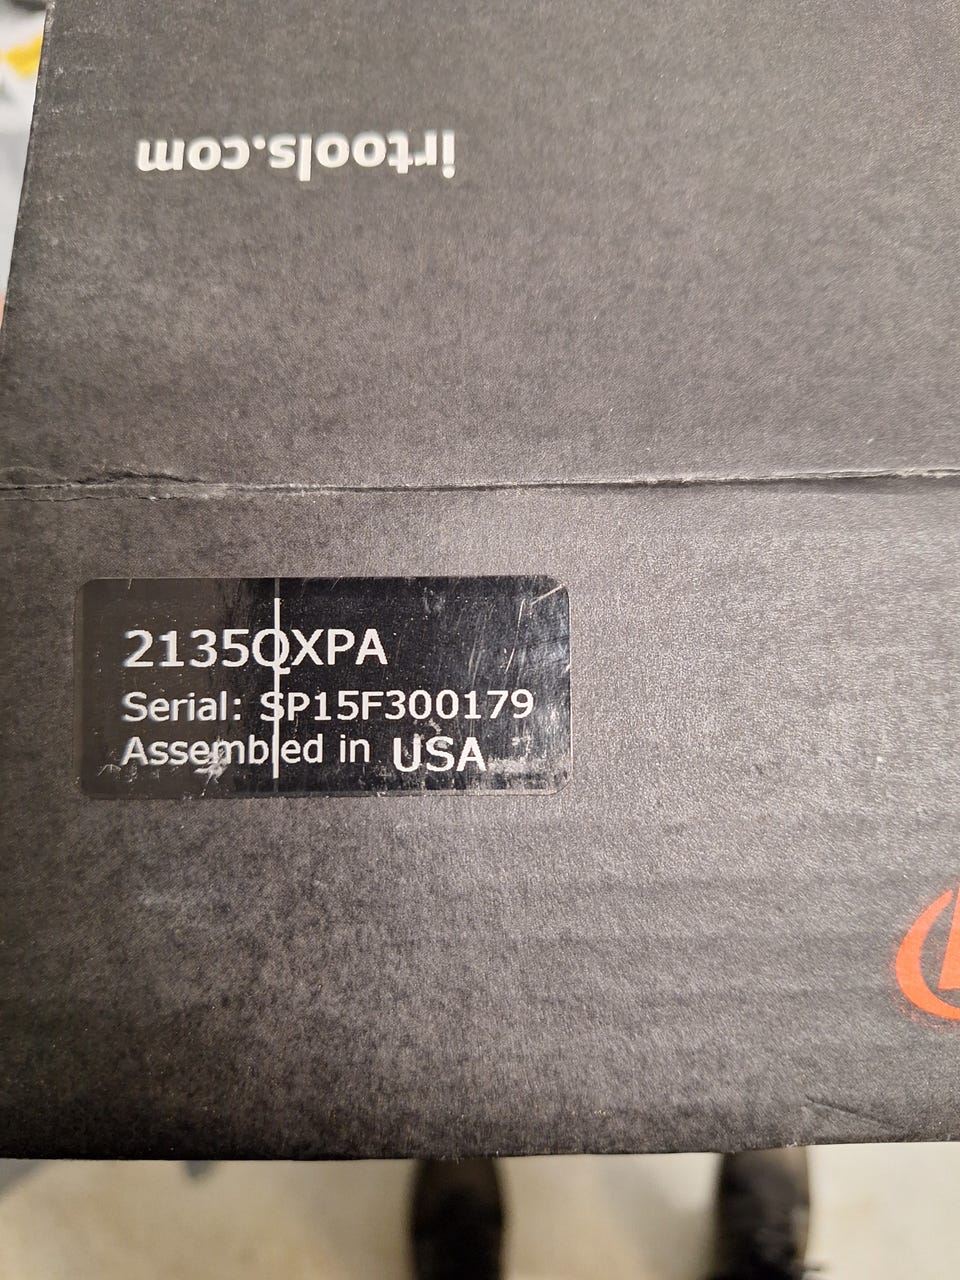 irtools.com
2135QXPA
Serial: SP15F300179
Assembled in USA